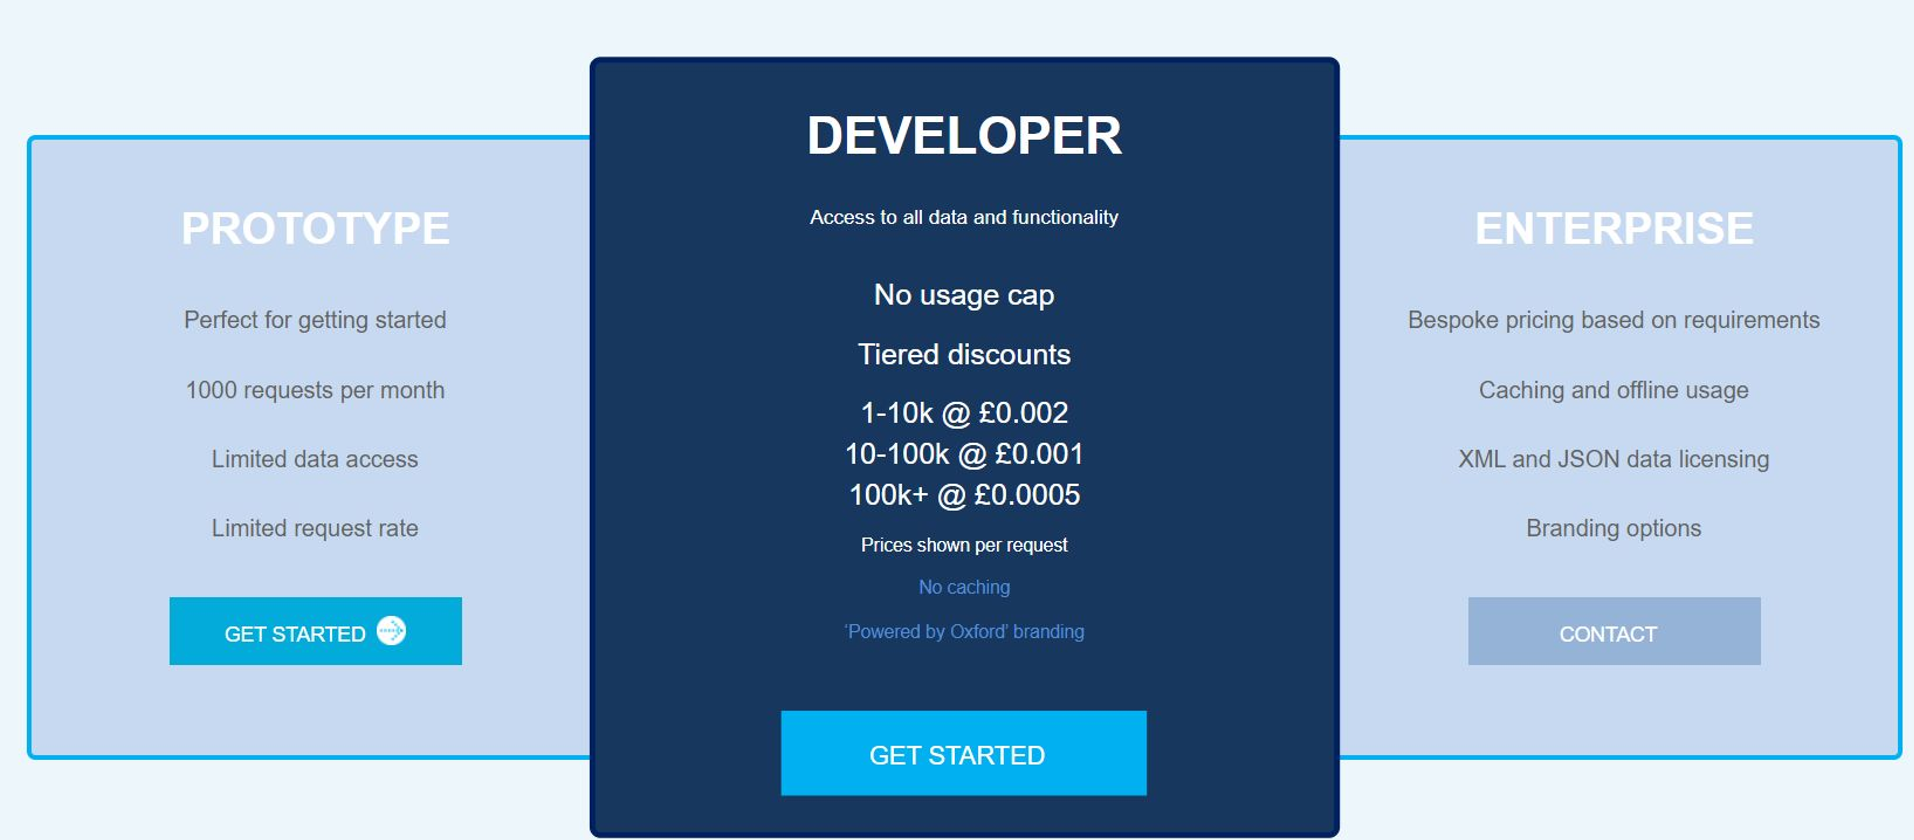 PROTOTYPE
Perfect for getting started
1000 requests per month
Limited data access
Limited request rate
GET STARTED
DEVELOPER
Access to all data and functionality
No usage cap
Tiered discounts
1-10k @ £0.002
10-100k @ £0.001
100k+ @ £0.0005
Prices shown per request
No caching
‘Powered by Oxford’ branding
GET STARTED
ENTERPRISE
Bespoke pricing based on requirements
Caching and offline usage
XML and JSON data licensing
Branding options
CONTACT